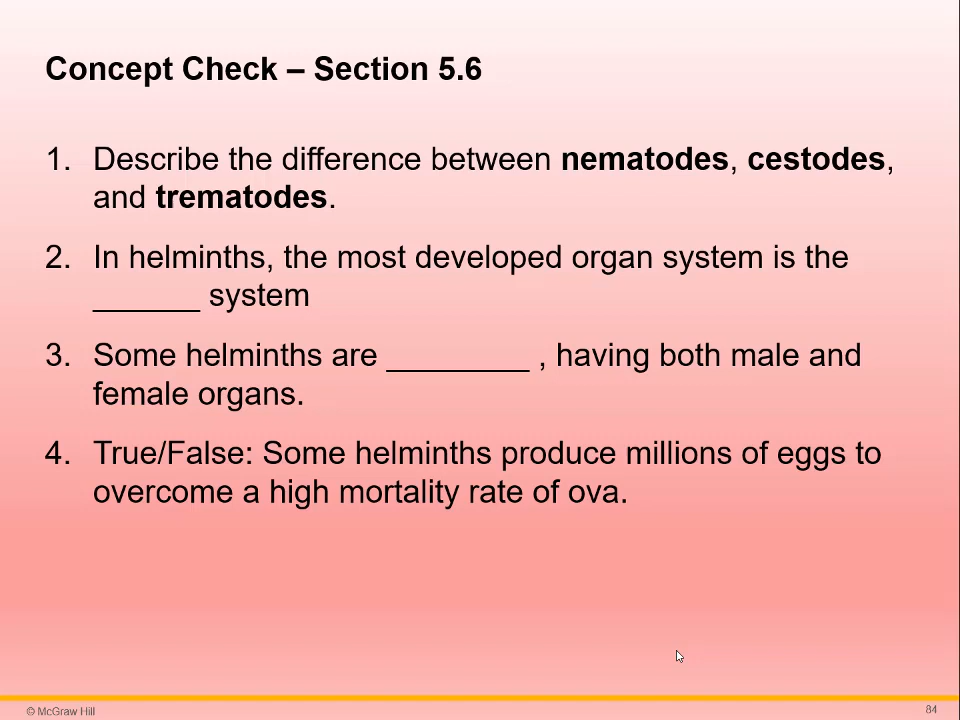 Concept Check – Section 5.6
1. Describe the difference between nematodes, cestodes,
and trematodes.
2. In helminths, the most developed organ system is the
______ system
3. Some helminths are ________ , having both male and
female organs.
4. True/False: Some helminths produce millions of eggs to
overcome a high mortality rate of ova.
© McGraw Hill
84